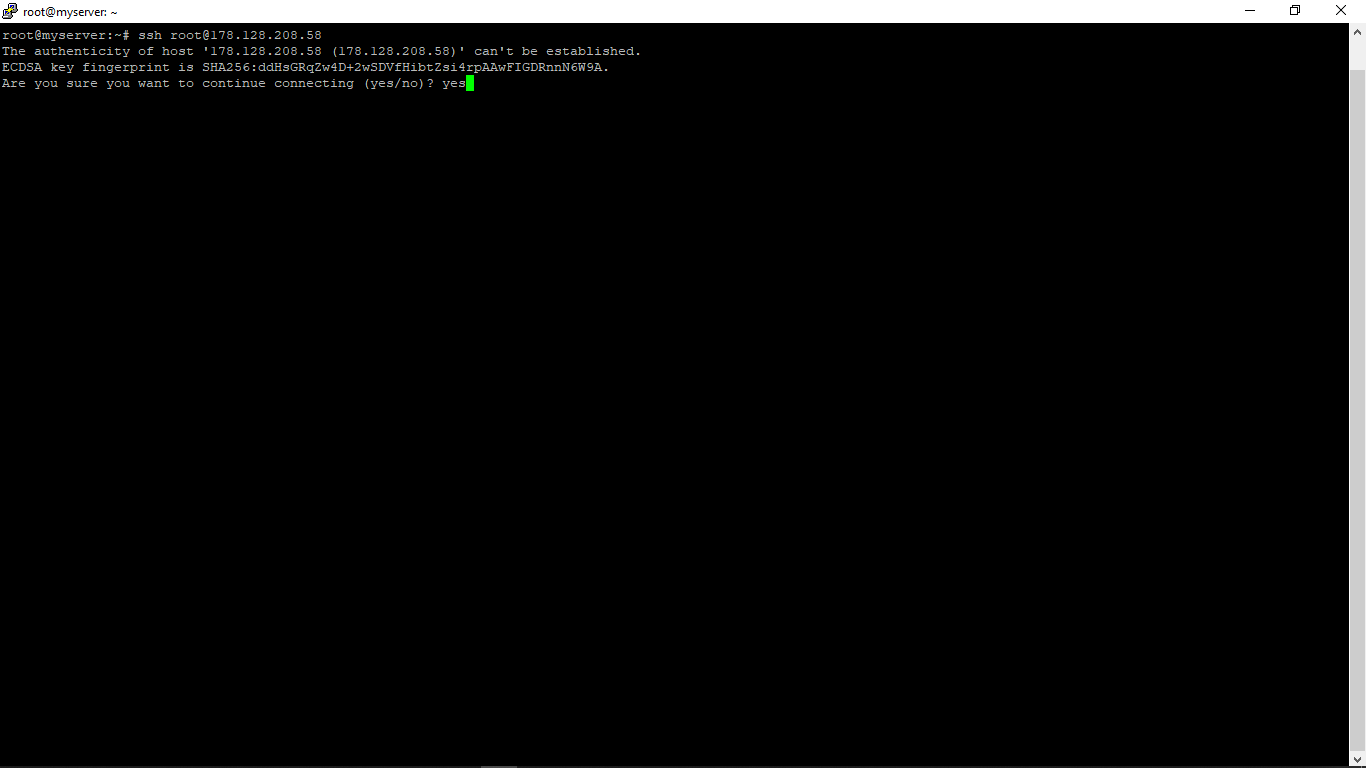 root@myserver: ~
root@myserver:~# ssh root@178.128.208.58
The authenticity of host '178.128.208.58 (178.128.208.58)' can't be established.
ECDSA key fingerprint is SHA256:ddHsGRqZw4D+2wSDVfHibtZsi4rpAAwFIGDRnnN6W9A.
Are you sure you want to continue connecting (yes/no)? yes